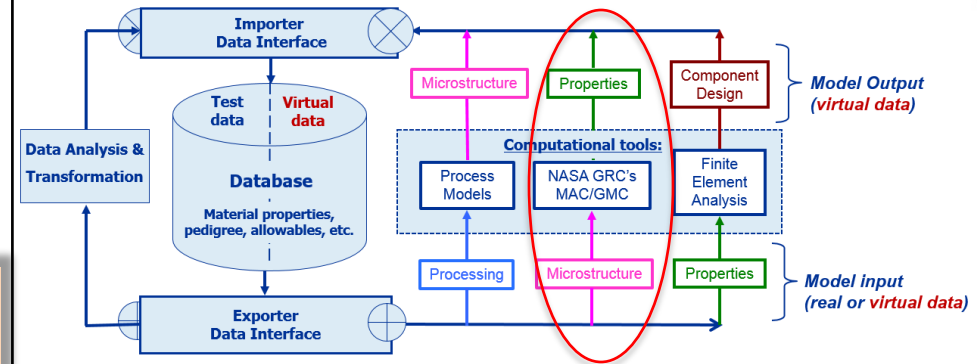 Importer
Data Interface
Microstructure
Properties
Component
Design
Model Output
(virtual data)
Test
data
Virtual
data
Data Analysis &
Transformation
Computational tools:
Database
Process
Models
NASA GRC's
MAC/GMC
Finite
Element
Analysis
Material properties,
pedigree, allowables, etc.
Processing
Microstructure
Properties
Model input
(real or virtual data)
Exporter
Data Interface